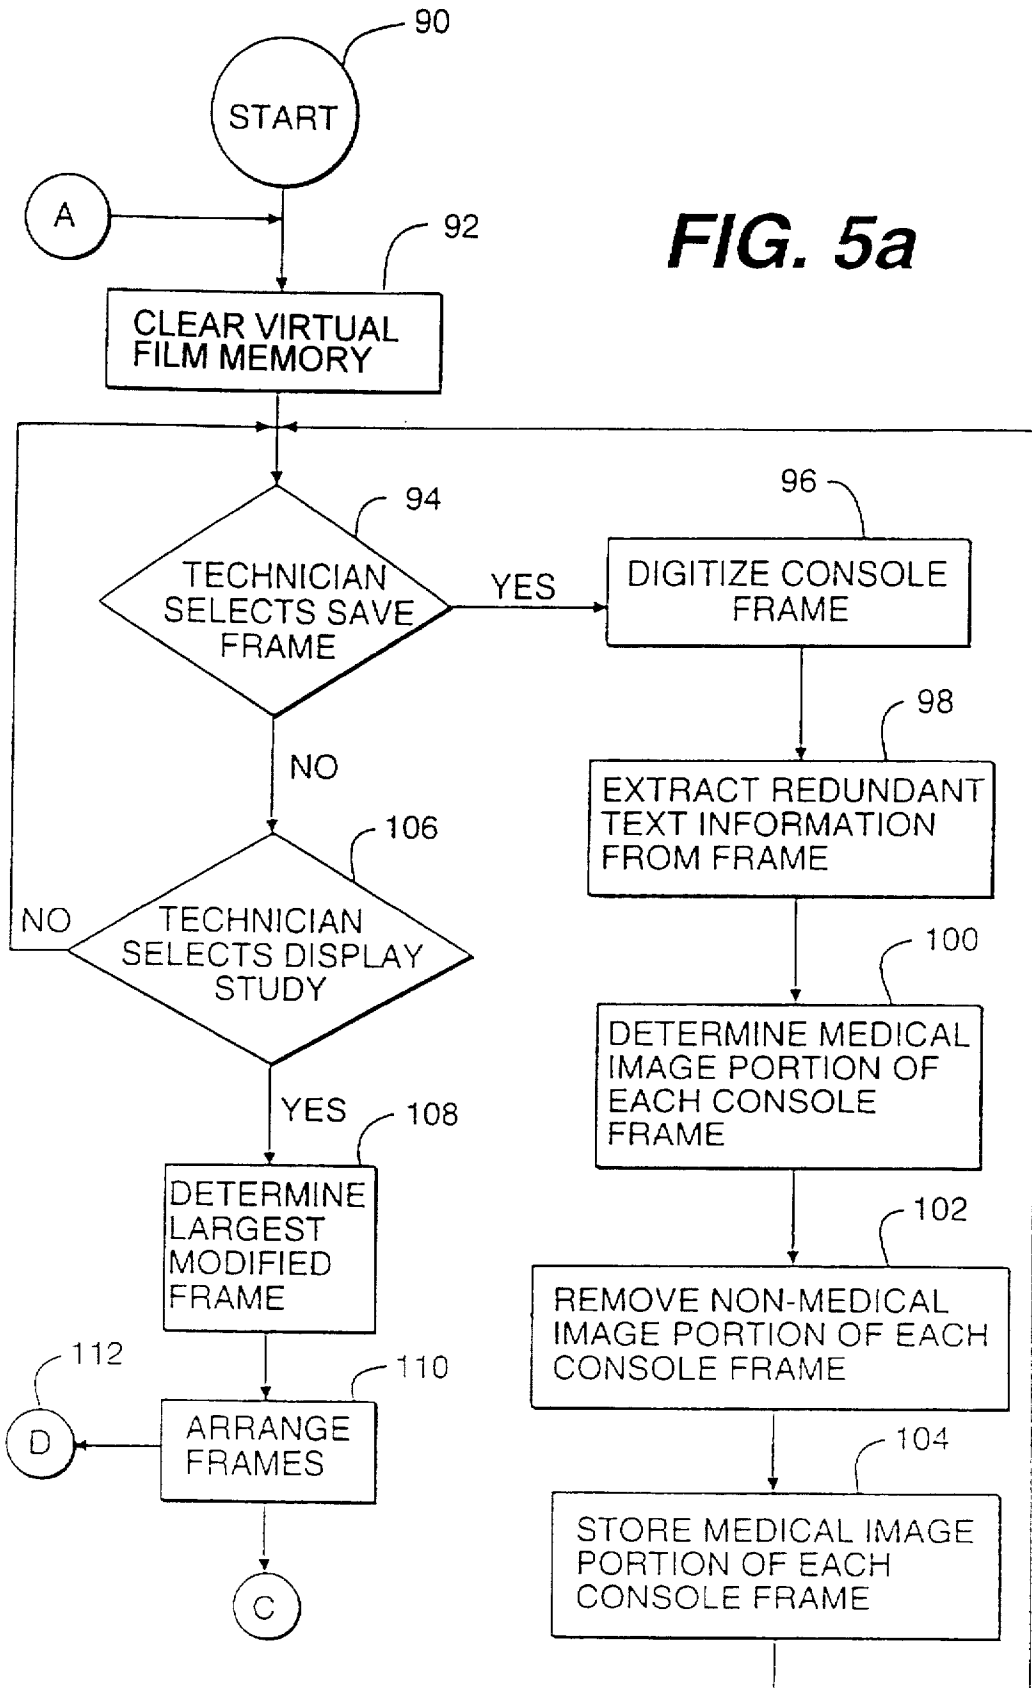 90
START
A
92
FIG. 5a
CLEAR VIRTUAL
FILM MEMORY
94
96
TECHNICIAN
SELECTS SAVE
FRAME
YES
DIGITIZE CONSOLE
FRAME
NO
98
EXTRACT REDUNDANT
TEXT INFORMATION
FROM FRAME
106
NO
TECHNICIAN
SELECTS DISPLAY
STUDY
100
DETERMINE MEDICAL
IMAGE PORTION OF
EACH CONSOLE
FRAME
YES
108
DETERMINE
LARGEST
MODIFIED
FRAME
102
REMOVE NON-MEDICAL
IMAGE PORTION OF EACH
CONSOLE FRAME
112
110
D
ARRANGE
FRAMES
104
STORE MEDICAL IMAGE
PORTION OF EACH
CONSOLE FRAME
C